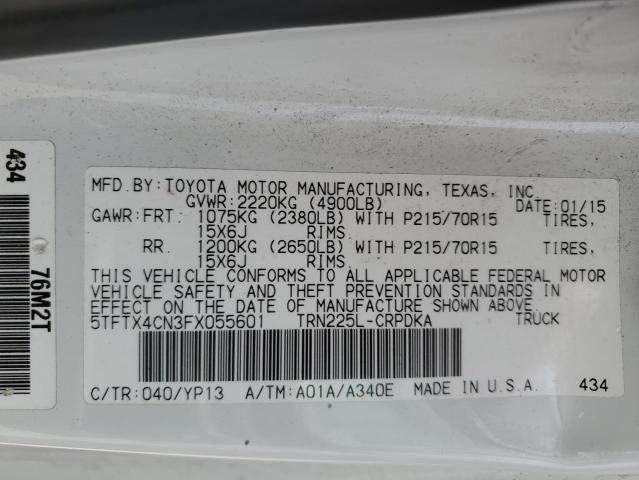 MFD.BY:TOYOTA MOTOR MANUFACTURING, TEXAS, INC.
GVWR:2220KG (4900LB) DATE:01/15
GAWR:FRT. 1075KG (2380LB) WITH P215/70R15 TIRES,
15X6J RIMS,
RR. 1200KG (2650LB) WITH P215/70R15 TIRES,
15X6J RIMS,
THIS VEHICLE CONFORMS TO ALL APPLICABLE FEDERAL MOTOR
VEHICLE SAFETY AND THEFT PREVENTION STANDARDS IN
EFFECT ON THE DATE OF MANUFACTURE SHOWN ABOVE.
5TFTX4CN3FX055601 TRN225L-CRPDKA TRUCK
C/TR:040/YP13 A/TM:A01A/A340E MADE IN U.S.A. 434
434
76M2T